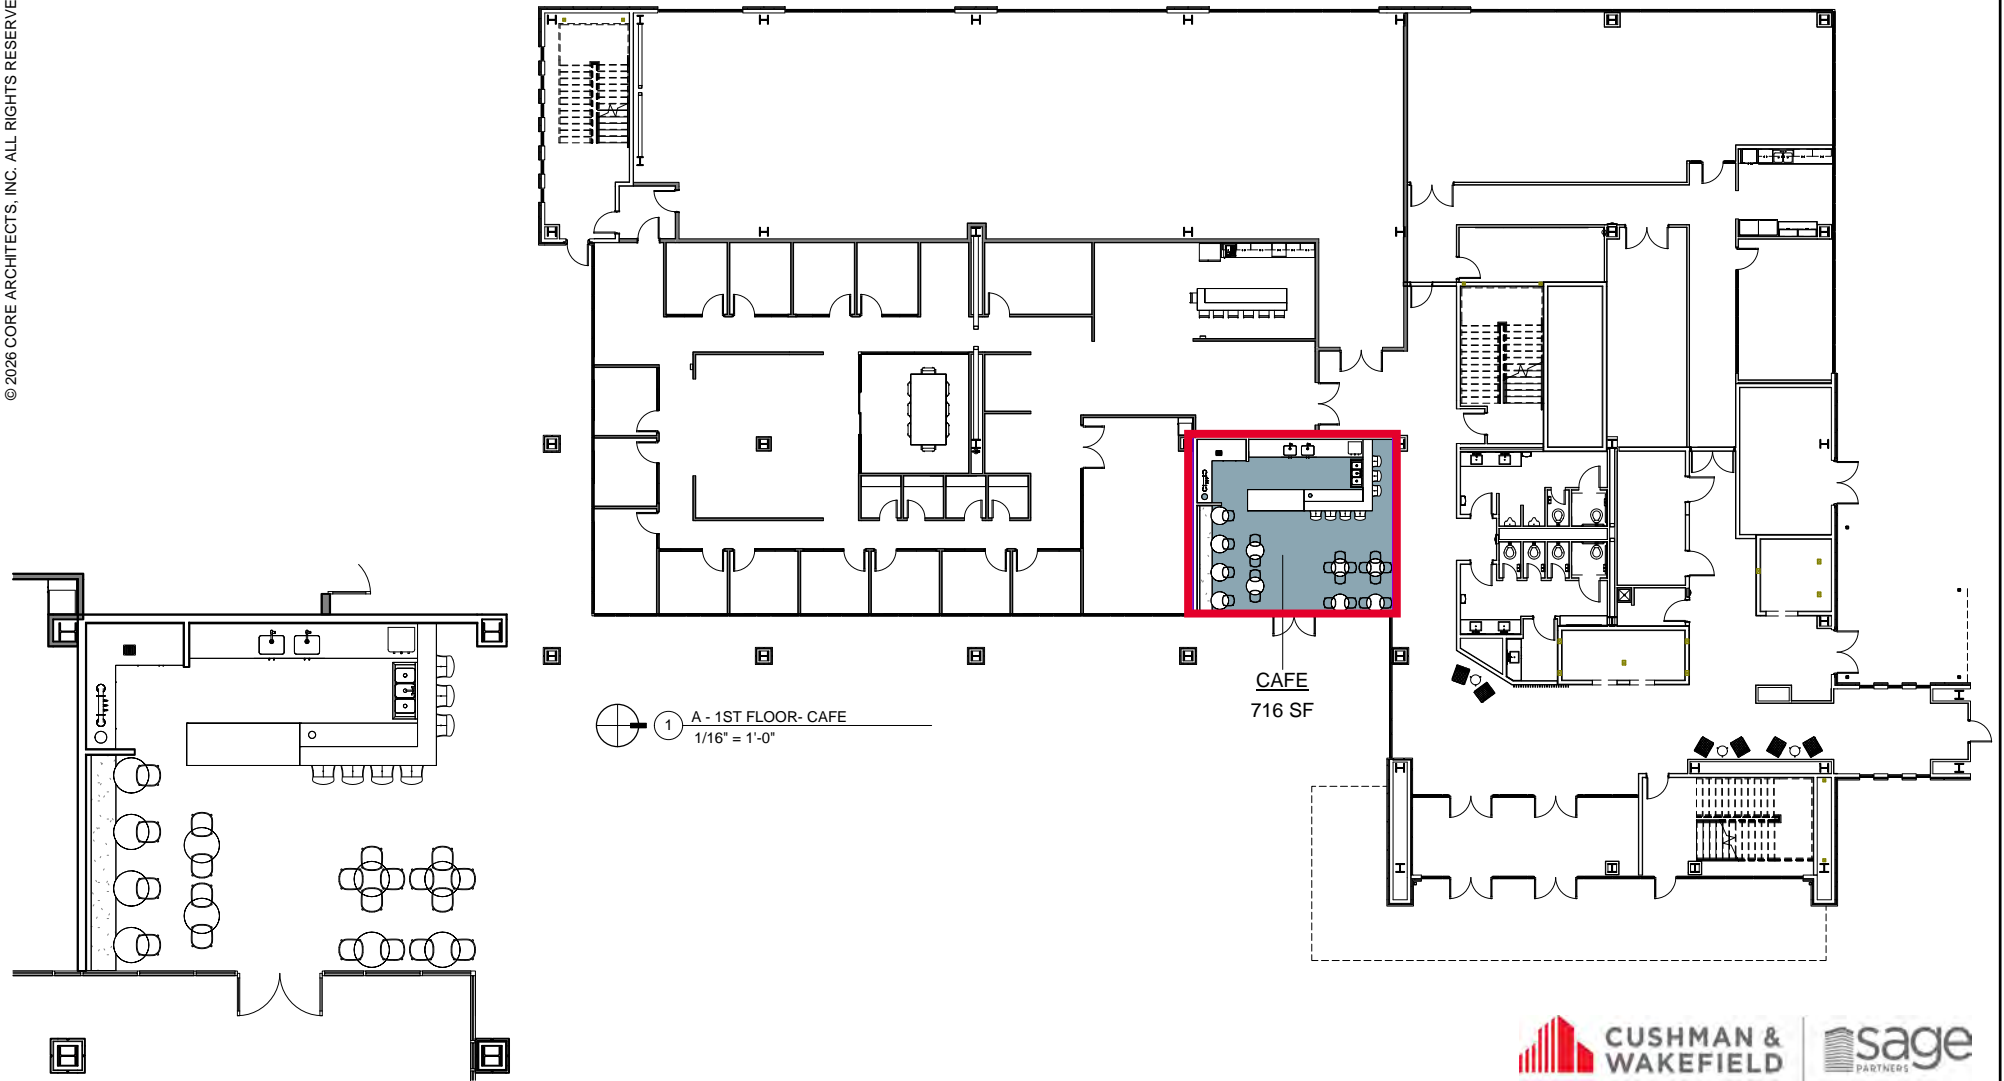 © 2026 CORE ARCHITECTS, INC. ALL RIGHTS RESERVE
CAFE
716 SF
1
A - 1ST FLOOR- CAFE
1/16" = 1'-0"
CUSHMAN &
WAKEFIELD
sage
PARTNERS